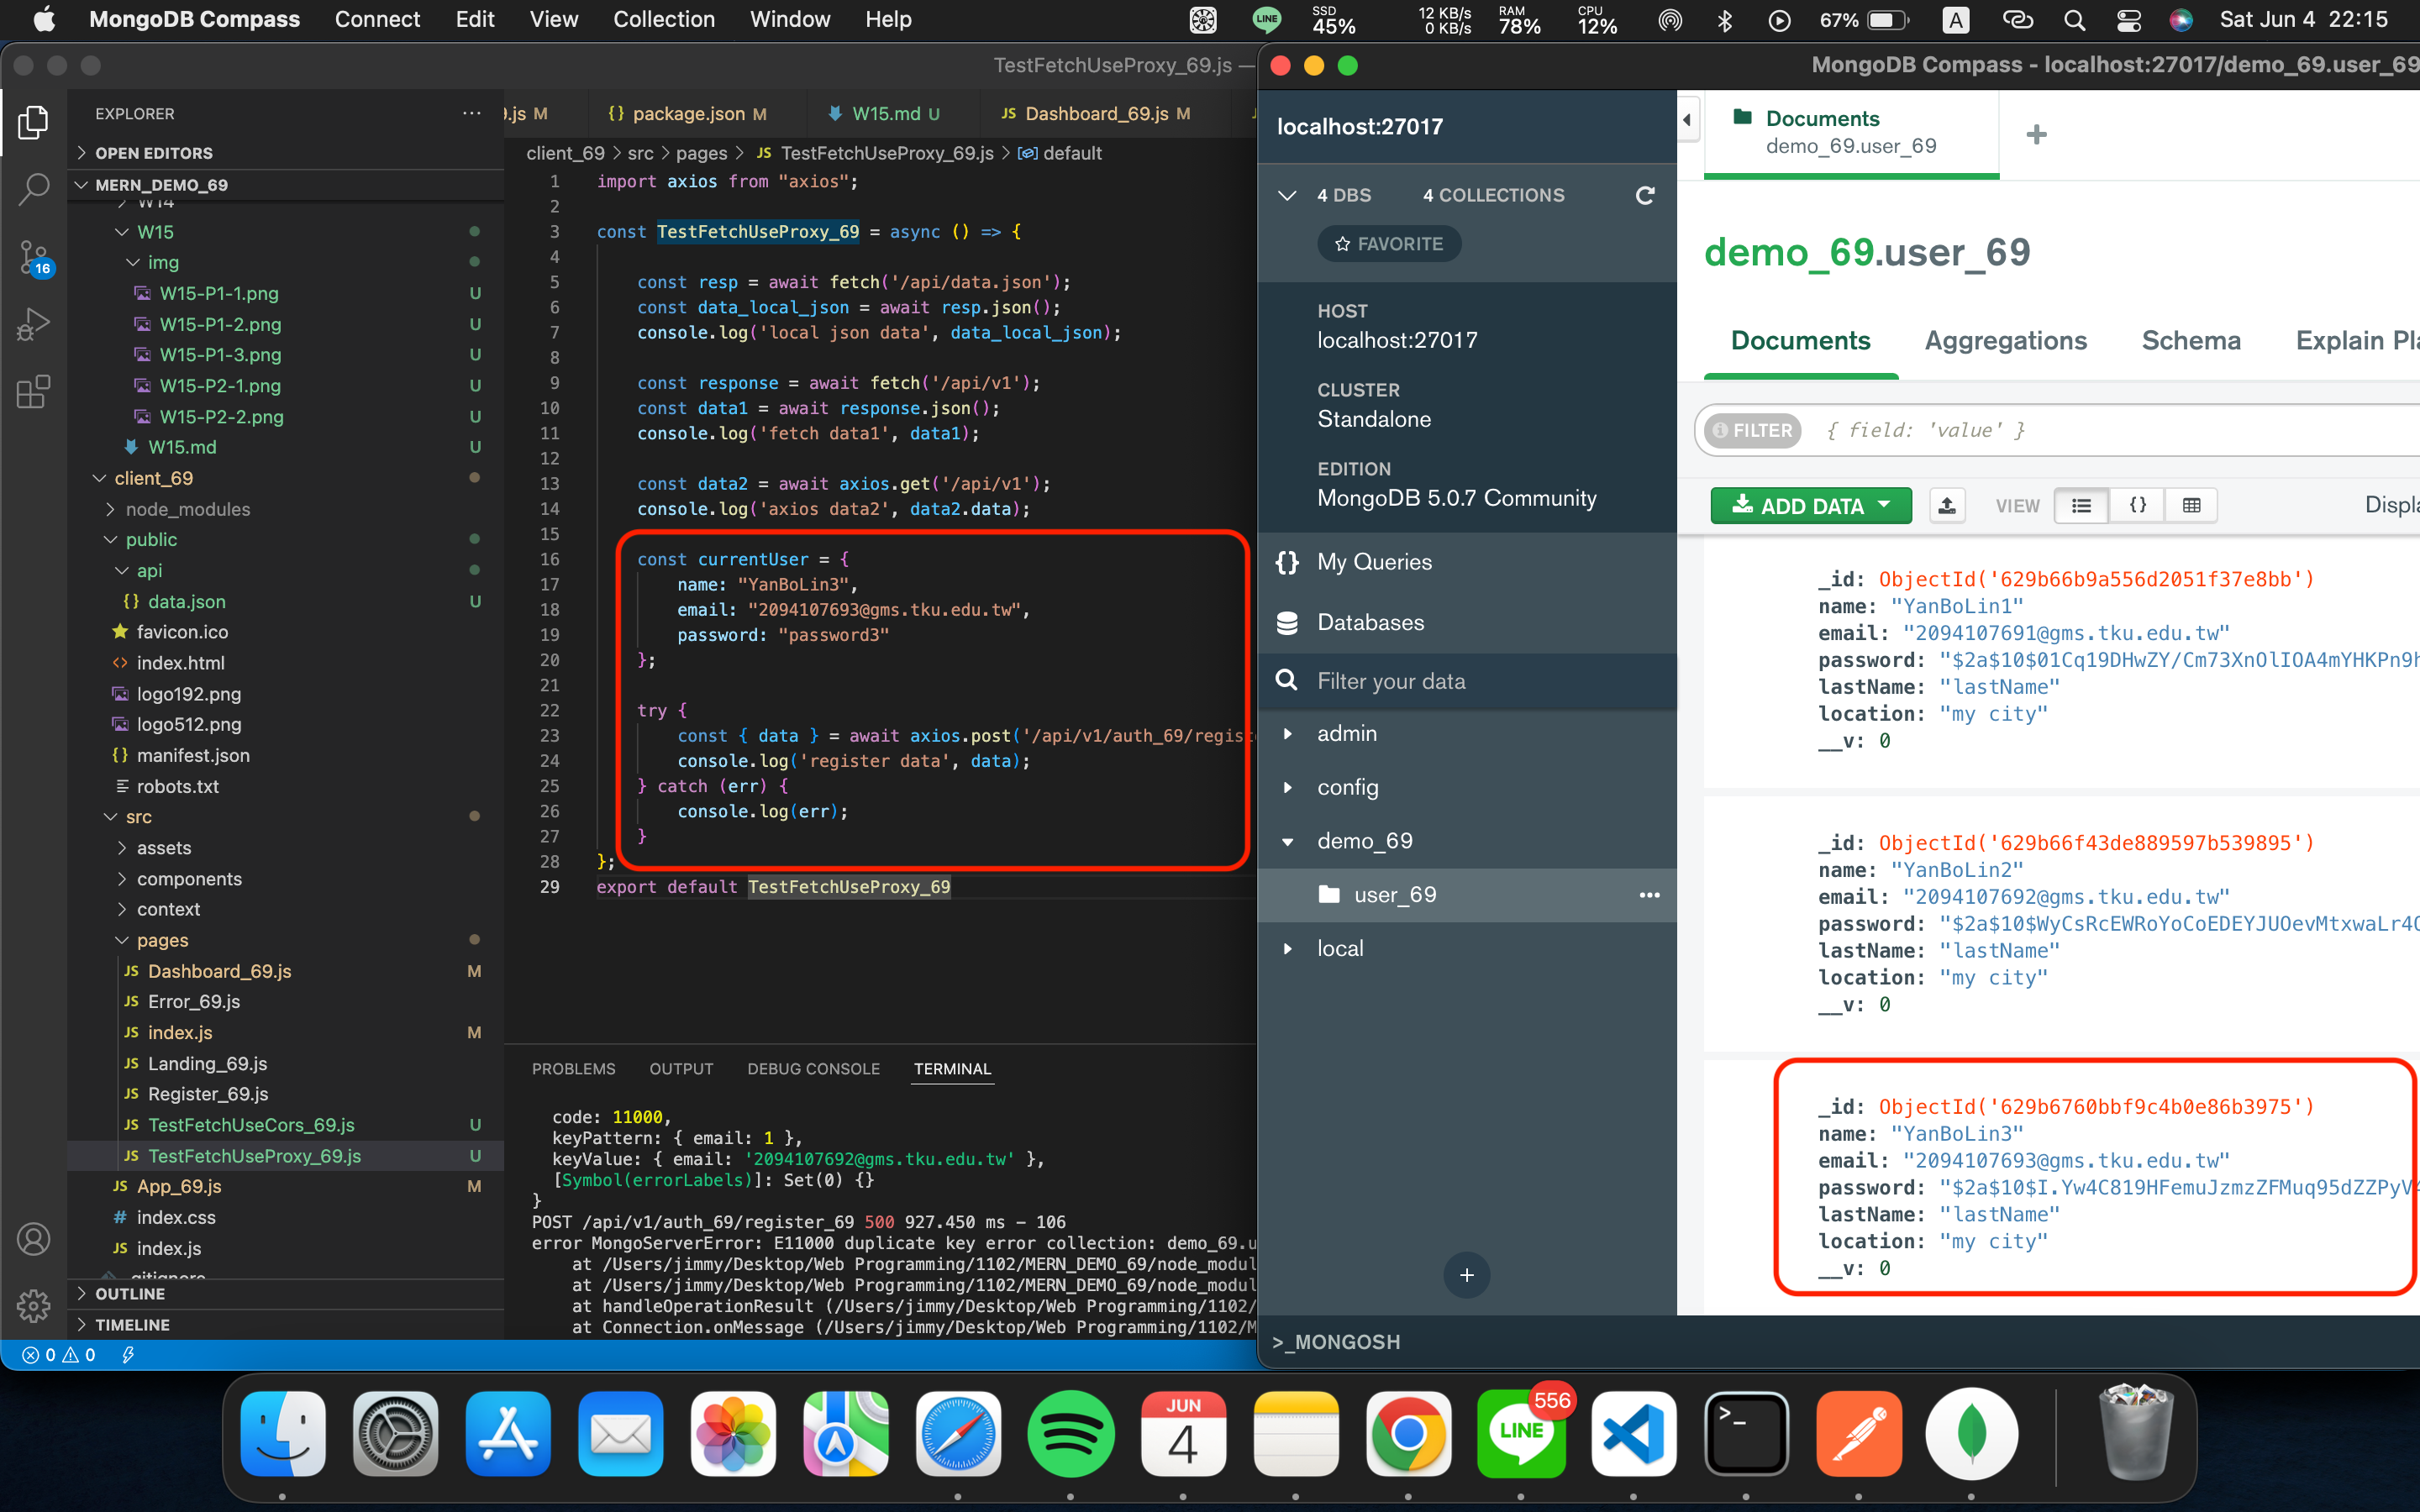 MongoDB Compass Connect Edit View Collection Window Help
LINE
SSD
45%
12 KB/s
0 KB/s
RAM
78%
CPU
12%
67%
A
Sat Jun 4 22:15
TestFetchUseProxy_69.js —
EXPLORER
OPEN EDITORS
MERN_DEMO_69
W14
W15
img
W15-P1-1.png U
W15-P1-2.png U
W15-P1-3.png U
W15-P2-1.png U
W15-P2-2.png U
W15.md U
client_69
node_modules
public
api
{} data.json U
favicon.ico
<> index.html
logo192.png
logo512.png
{} manifest.json
robots.txt
src
assets
components
context
pages
JS Dashboard_69.js M
JS Error_69.js
JS index.js M
JS Landing_69.js
JS Register_69.js
JS TestFetchUseCors_69.js U
JS TestFetchUseProxy_69.js U
JS App_69.js M
# index.css
JS index.js
.gitignore
OUTLINE
TIMELINE
16
0 0
.js M
{} package.json M
W15.md U
JS Dashboard_69.js M
client_69 > src > pages > JS TestFetchUseProxy_69.js > default
1 import axios from "axios";
2
3 const TestFetchUseProxy_69 = async () => {
4
5 const resp = await fetch('/api/data.json');
6 const data_local_json = await resp.json();
7 console.log('local json data', data_local_json);
8
9 const response = await fetch('/api/v1');
10 const data1 = await response.json();
11 console.log('fetch data1', data1);
12
13 const data2 = await axios.get('/api/v1');
14 console.log('axios data2', data2.data);
15
16 const currentUser = {
17 name: "YanBoLin3",
18 email: "2094107693@gms.tku.edu.tw",
19 password: "password3"
20 };
21
22 try {
23 const { data } = await axios.post('/api/v1/auth_69/regist
24 console.log('register data', data);
25 } catch (err) {
26 console.log(err);
27 }
28 };
29 export default TestFetchUseProxy_69
PROBLEMS OUTPUT DEBUG CONSOLE TERMINAL
code: 11000,
keyPattern: { email: 1 },
keyValue: { email: '2094107692@gms.tku.edu.tw' },
[Symbol(errorLabels)]: Set(0) {}
}
POST /api/v1/auth_69/register_69 500 927.450 ms - 106
error MongoServerError: E11000 duplicate key error collection: demo_69.u
at /Users/jimmy/Desktop/Web Programming/1102/MERN_DEMO_69/node_modul
at /Users/jimmy/Desktop/Web Programming/1102/MERN_DEMO_69/node_modul
at handleOperationResult (/Users/jimmy/Desktop/Web Programming/1102/
at Connection.onMessage (/Users/jimmy/Desktop/Web Programming/1102/M
MongoDB Compass - localhost:27017/demo_69.user_69
localhost:27017
4 DBS 4 COLLECTIONS
FAVORITE
HOST
localhost:27017
CLUSTER
Standalone
EDITION
MongoDB 5.0.7 Community
{} My Queries
Databases
Filter your data
admin
config
demo_69
user_69
local
+
>_MONGOSH
Documents
demo_69.user_69
+
demo_69.user_69
Documents Aggregations Schema Explain Pla
FILTER { field: 'value' }
ADD DATA
VIEW
{}
Displa
_id: ObjectId('629b66b9a556d2051f37e8bb')
name: "YanBoLin1"
email: "2094107691@gms.tku.edu.tw"
password: "$2a$10$01Cq19DHwZY/Cm73XnOlIOA4mYHKPn9h
lastName: "lastName"
location: "my city"
__v: 0
_id: ObjectId('629b66f43de889597b539895')
name: "YanBoLin2"
email: "2094107692@gms.tku.edu.tw"
password: "$2a$10$WyCsRcEWRoYoCoEDEYJUOevMtxwaLr4O
lastName: "lastName"
location: "my city"
__v: 0
_id: ObjectId('629b6760bbf9c4b0e86b3975')
name: "YanBoLin3"
email: "2094107693@gms.tku.edu.tw"
password: "$2a$10$I.Yw4C819HFemuJzmzZFMuq95dZZPyV4
lastName: "lastName"
location: "my city"
__v: 0
JUN
4
LINE
556
>_